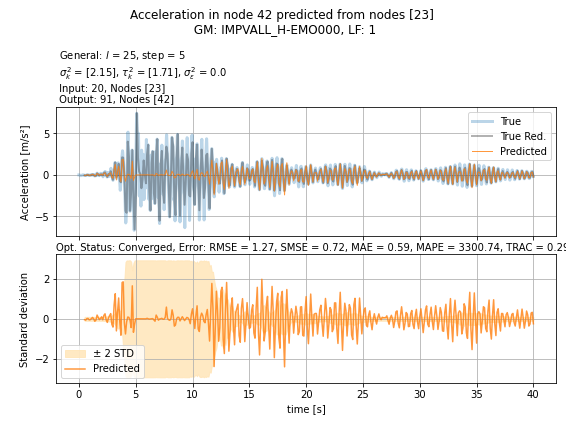 Acceleration in node 42 predicted from nodes [23]
GM: IMPVALL_H-EMO000, LF: 1
General: l = 25, step = 5
σ²ₖ = [2.15], τ²ₖ = [1.71], σ²ε = 0.0
Input: 20, Nodes [23]
Output: 91, Nodes [42]
Acceleration [m/s²]
5
0
−5
True
True Red.
Predicted
Opt. Status: Converged, Error: RMSE = 1.27, SMSE = 0.72, MAE = 0.59, MAPE = 3300.74, TRAC = 0.29
Standard deviation
2
0
−2
± 2 STD
Predicted
0 5 10 15 20 25 30 35 40
time [s]